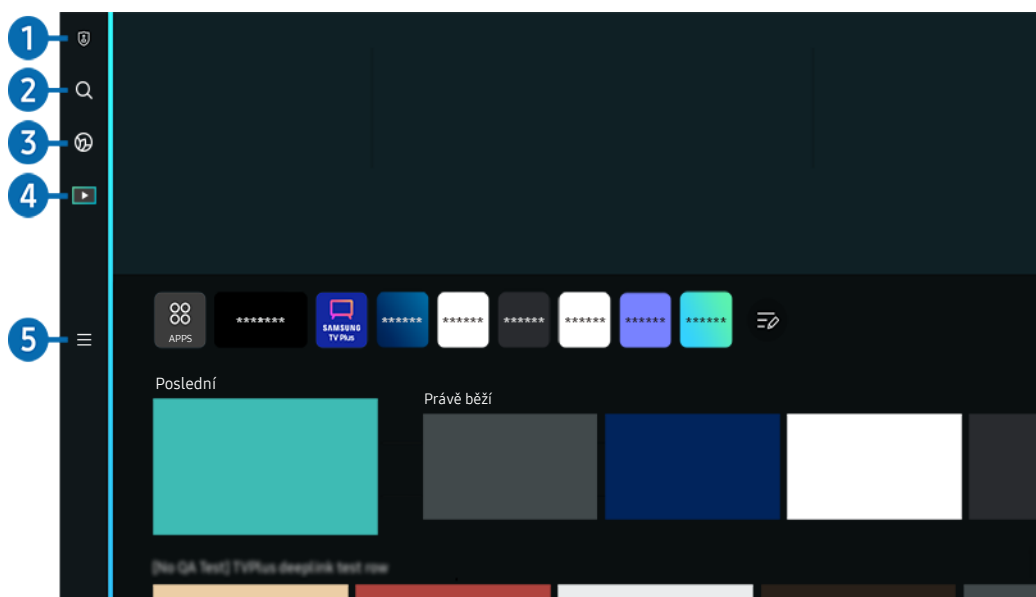 1
2
3
4
5
APPS
*******
SAMSUNG
TV Plus
******
******
******
******
******
******
Poslední
Právě běží
[No QA Test] TVPlus deeplink test row